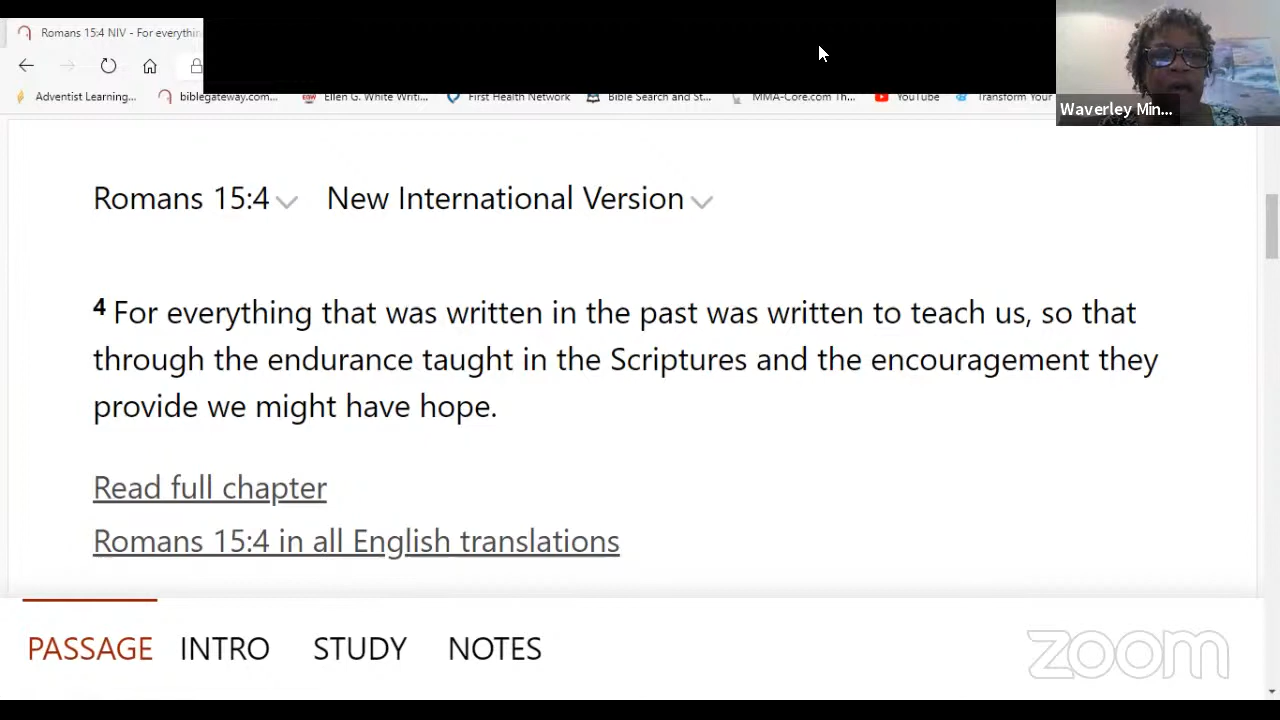 Romans 15:4 NIV - For everythin
Adventist Learning... biblegateway.com... Ellen G. White Writi... First Health Network Bible Search and St... MMA-Core.com Th... YouTube Transform Your
Waverley Min...
Romans 15:4 New International Version
4 For everything that was written in the past was written to teach us, so that
through the endurance taught in the Scriptures and the encouragement they
provide we might have hope.
Read full chapter
Romans 15:4 in all English translations
PASSAGE INTRO STUDY NOTES
zoom